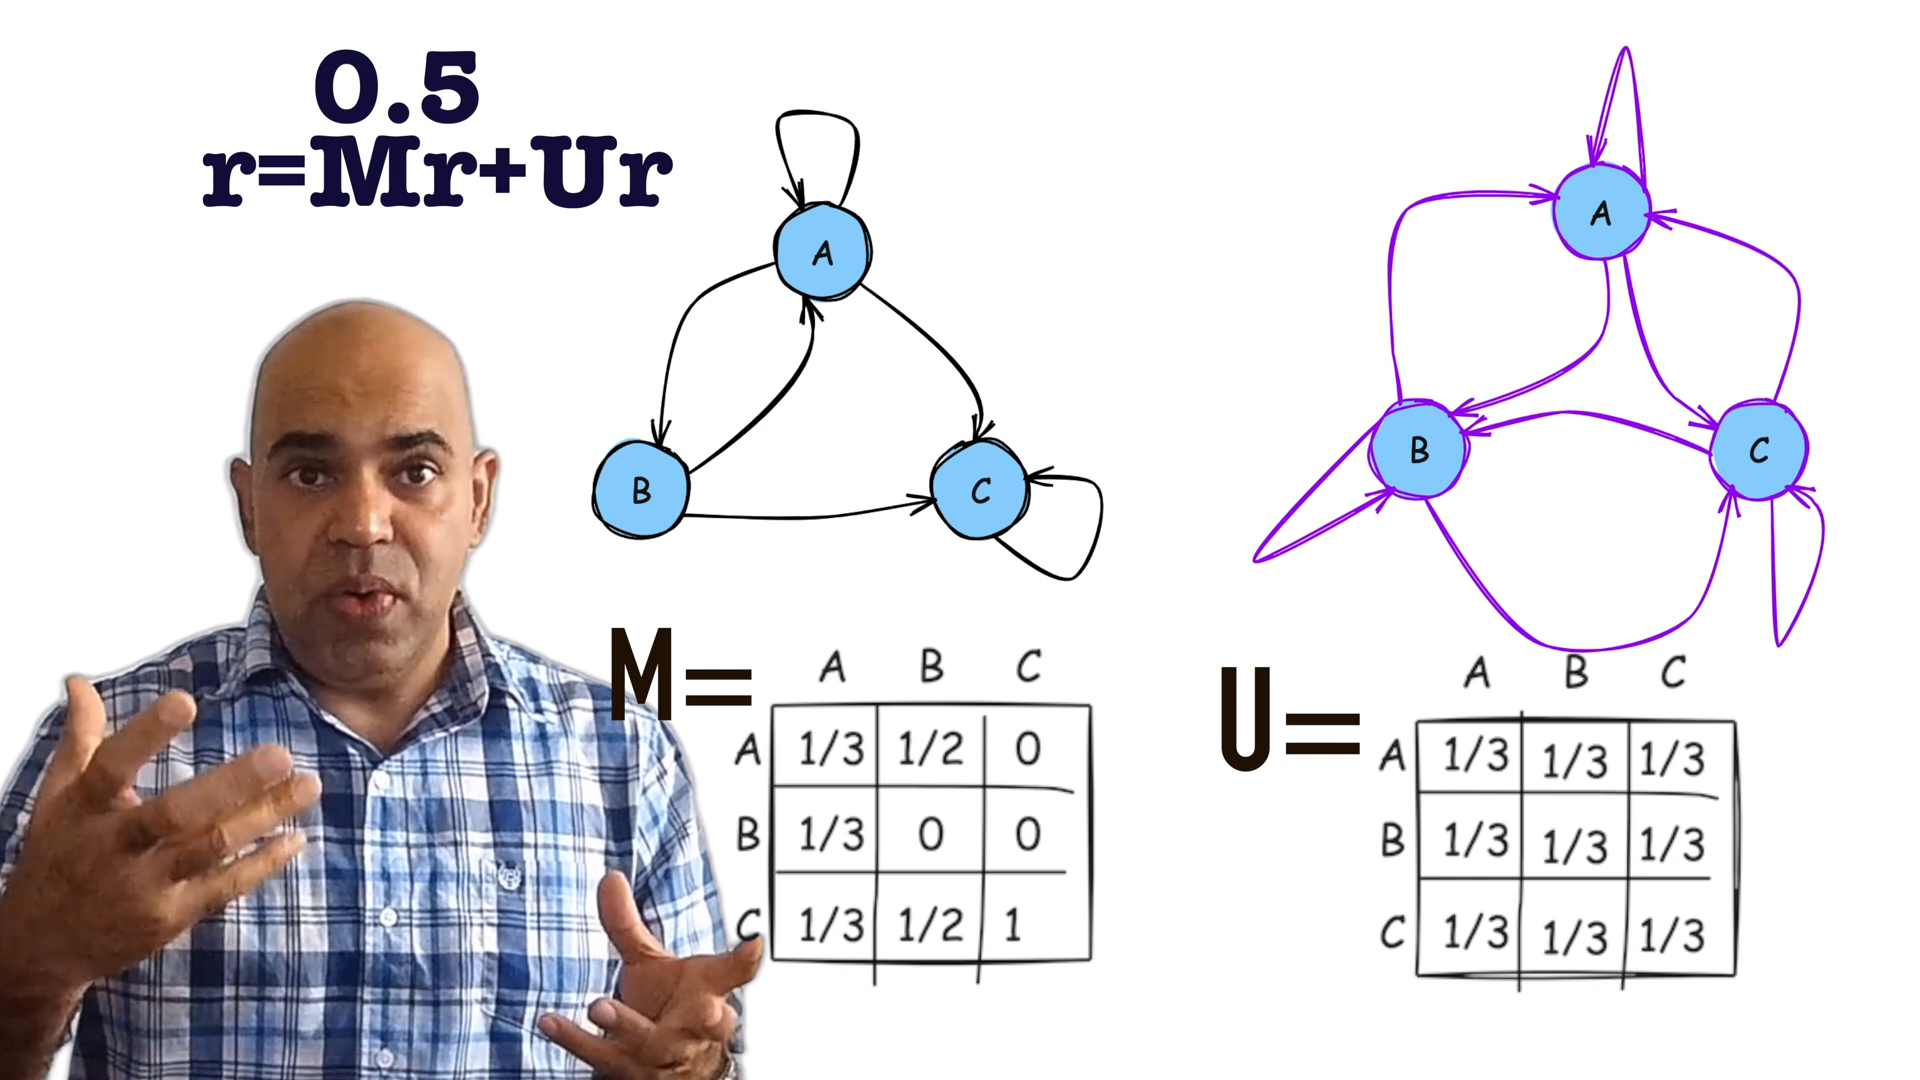 0.5
r=Mr+Ur
A
B
C
A
B
C
M=
A B C
A 1/3 1/2 0
B 1/3 0 0
C 1/3 1/2 1
U=
A B C
A 1/3 1/3 1/3
B 1/3 1/3 1/3
C 1/3 1/3 1/3